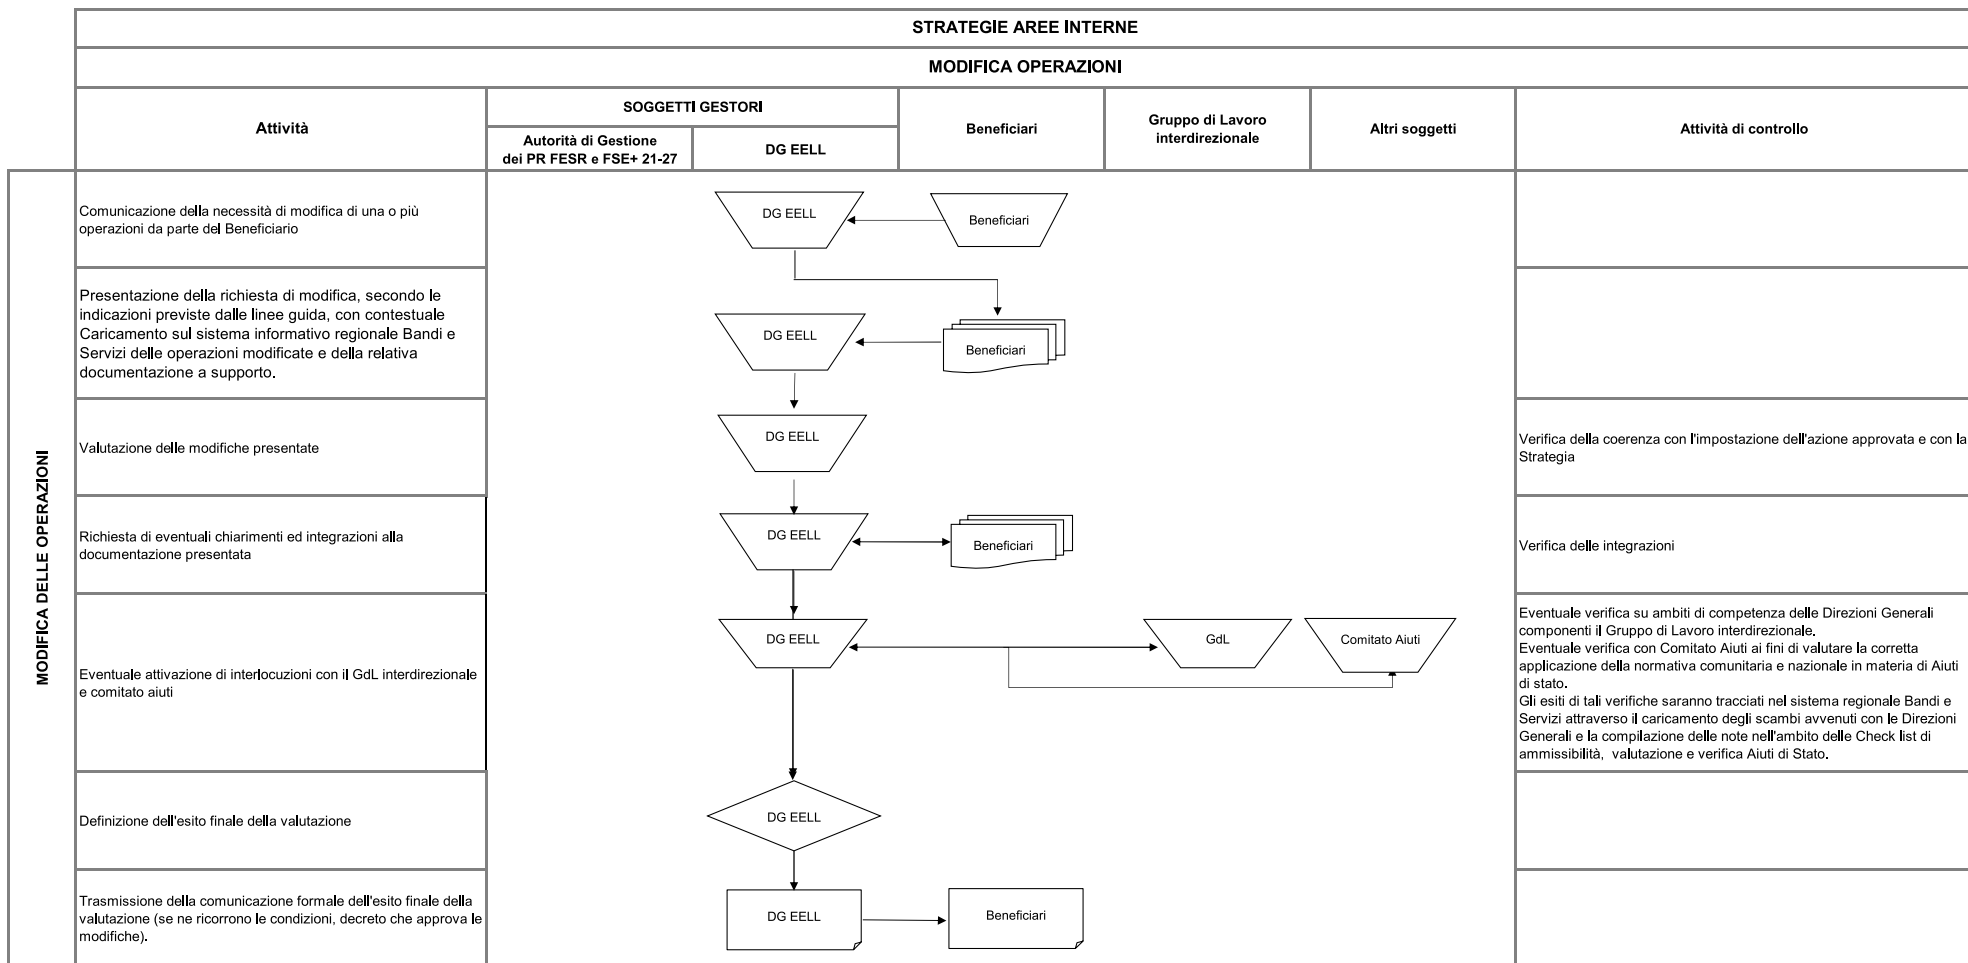 STRATEGIE AREE INTERNE
MODIFICA OPERAZIONI
Attività
SOGGETTI GESTORI
Autorità di Gestione
dei PR FESR e FSE+ 21-27
DG EELL
Beneficiari
Gruppo di Lavoro
interdirezionale
Altri soggetti
Attività di controllo
MODIFICA DELLE OPERAZIONI
Comunicazione della necessità di modifica di una o più
operazioni da parte del Beneficiario
DG EELL
Beneficiari
Presentazione della richiesta di modifica, secondo le
indicazioni previste dalle linee guida, con contestuale
Caricamento sul sistema informativo regionale Bandi e
Servizi delle operazioni modificate e della relativa
documentazione a supporto.
DG EELL
Beneficiari
Valutazione delle modifiche presentate
DG EELL
Verifica della coerenza con l'impostazione dell'azione approvata e con la
Strategia
Richiesta di eventuali chiarimenti ed integrazioni alla
documentazione presentata
DG EELL
Beneficiari
Verifica delle integrazioni
Eventuale attivazione di interlocuzioni con il GdL interdirezionale
e comitato aiuti
DG EELL
GdL
Comitato Aiuti
Eventuale verifica su ambiti di competenza delle Direzioni Generali
componenti il Gruppo di Lavoro interdirezionale.
Eventuale verifica con Comitato Aiuti ai fini di valutare la corretta
applicazione della normativa comunitaria e nazionale in materia di Aiuti
di stato.
Gli esiti di tali verifiche saranno tracciati nel sistema regionale Bandi e
Servizi attraverso il caricamento degli scambi avvenuti con le Direzioni
Generali e la compilazione delle note nell'ambito delle Check list di
ammissibilità, valutazione e verifica Aiuti di Stato.
Definizione dell'esito finale della valutazione
DG EELL
Trasmissione della comunicazione formale dell'esito finale della
valutazione (se ne ricorrono le condizioni, decreto che approva le
modifiche).
DG EELL
Beneficiari